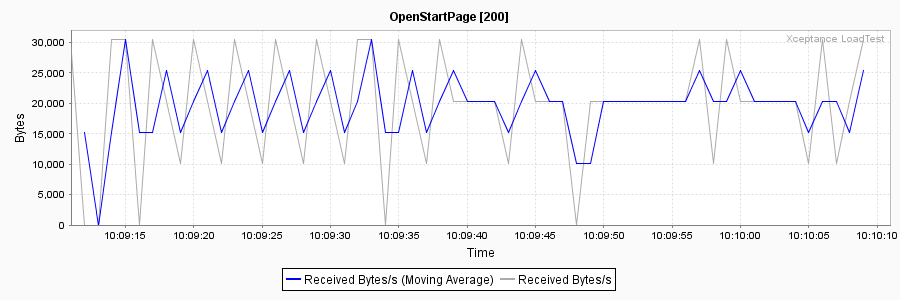 OpenStartPage [200]
Xceptance LoadTest
Bytes
30,000
25,000
20,000
15,000
10,000
5,000
0
10:09:15 10:09:20 10:09:25 10:09:30 10:09:35 10:09:40 10:09:45 10:09:50 10:09:55 10:10:00 10:10:05 10:10:10
Time
Received Bytes/s (Moving Average) Received Bytes/s